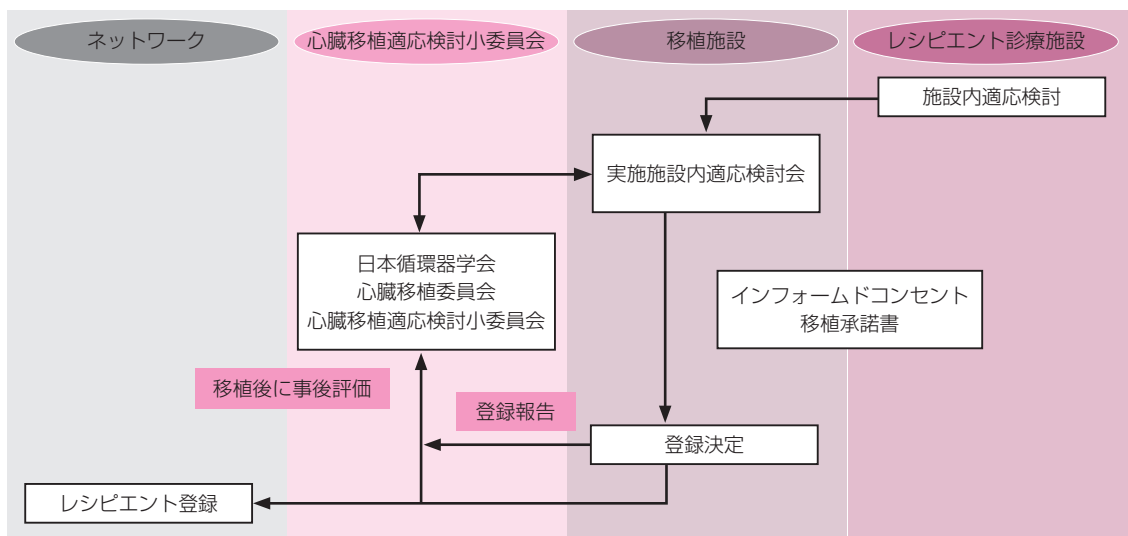 ネットワーク
心臓移植適応検討小委員会
移植施設
レシピエント診療施設
施設内適応検討
実施施設内適応検討会
日本循環器学会
心臓移植委員会
心臓移植適応検討小委員会
インフォームドコンセント
移植承諾書
移植後に事後評価
登録報告
登録決定
レシピエント登録